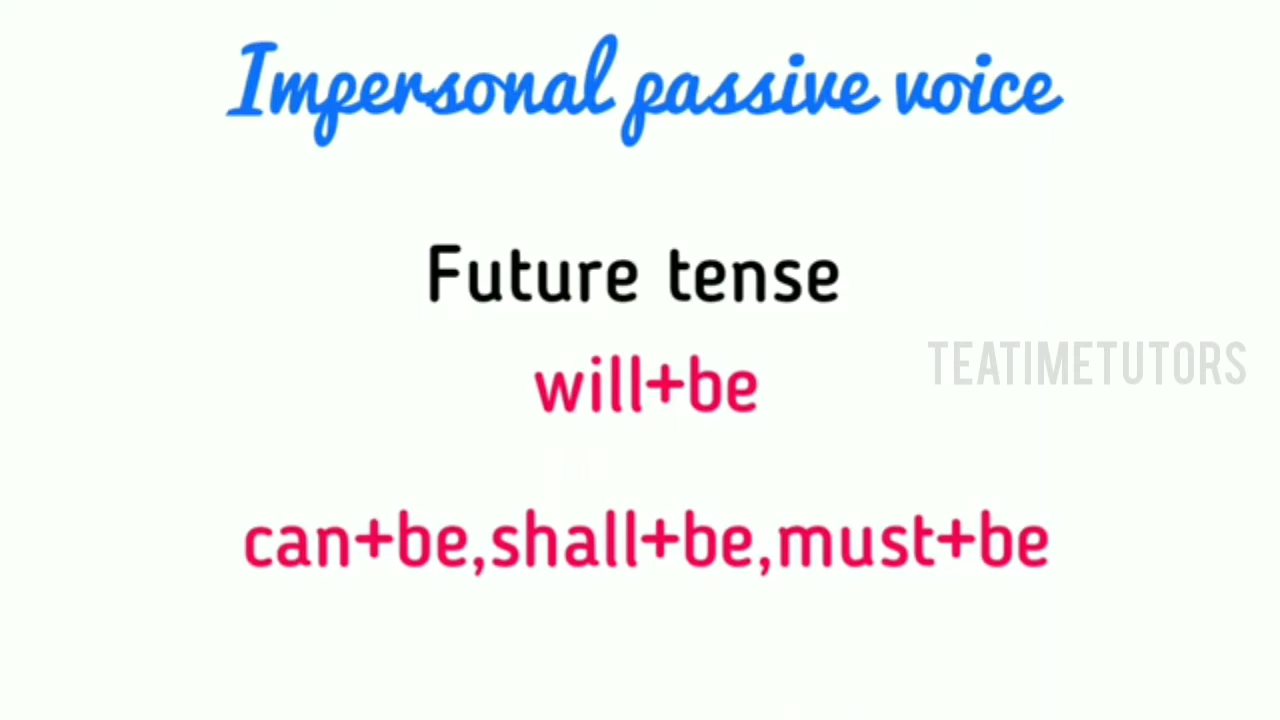 Impersonal passive voice
Future tense
TEATIMETUTORS
will+be
can+be,shall+be,must+be